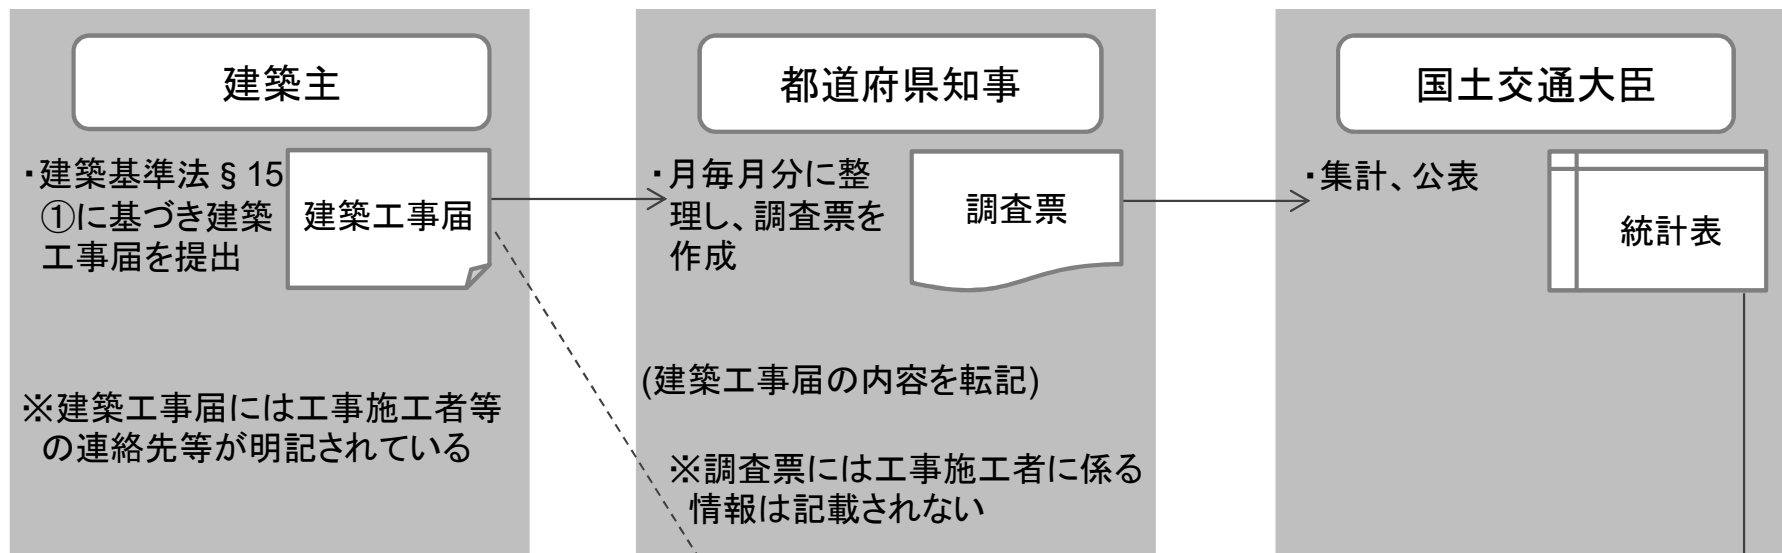 建築主
・建築基準法§15
①に基づき建築
工事届を提出
建築工事届
※建築工事届には工事施工者等
の連絡先等が明記されている
都道府県知事
・月毎月分に整
理し、調査票を
作成
調査票
(建築工事届の内容を転記)
※調査票には工事施工者に係る
情報は記載されない
国土交通大臣
・集計、公表
統計表